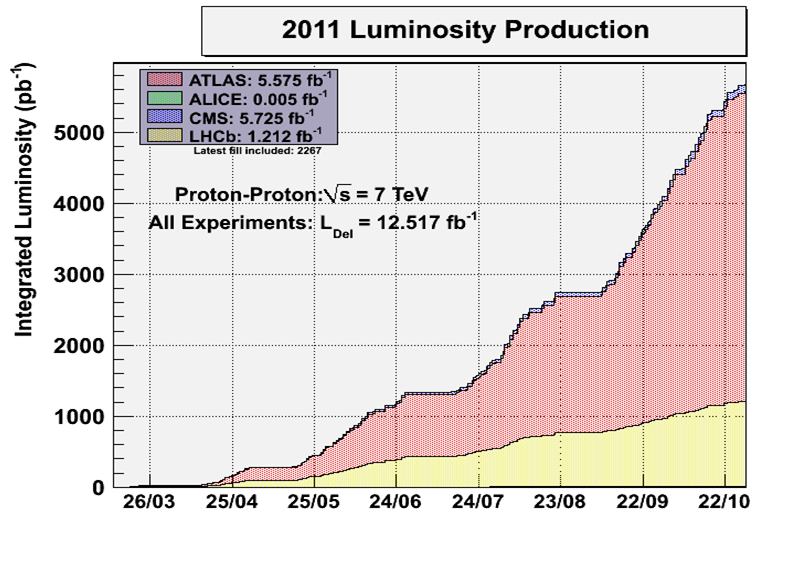 2011 Luminosity Production
Integrated Luminosity (pb⁻¹)
ATLAS: 5.575 fb⁻¹
ALICE: 0.005 fb⁻¹
CMS: 5.725 fb⁻¹
LHCb: 1.212 fb⁻¹
Latest fill included: 2267
Proton-Proton:√s = 7 TeV
All Experiments: L_Del = 12.517 fb⁻¹
5000
4000
3000
2000
1000
0
26/03 25/04 25/05 24/06 24/07 23/08 22/09 22/10